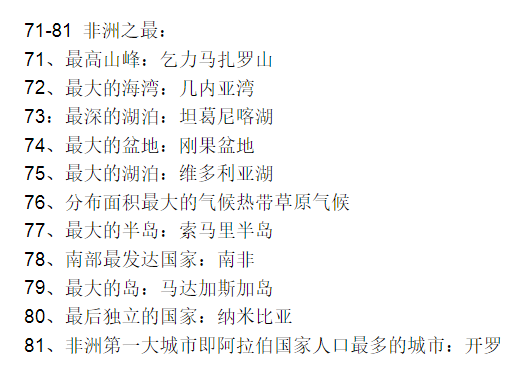 71-81 非洲之最：
71、最高山峰：乞力马扎罗山
72、最大的海湾：几内亚湾
73：最深的湖泊：坦葛尼喀湖
74、最大的盆地：刚果盆地
75、最大的湖泊：维多利亚湖
76、分布面积最大的气候热带草原气候
77、最大的半岛：索马里半岛
78、南部最发达国家：南非
79、最大的岛：马达加斯加岛
80、最后独立的国家：纳米比亚
81、非洲第一大城市即阿拉伯国家人口最多的城市：开罗